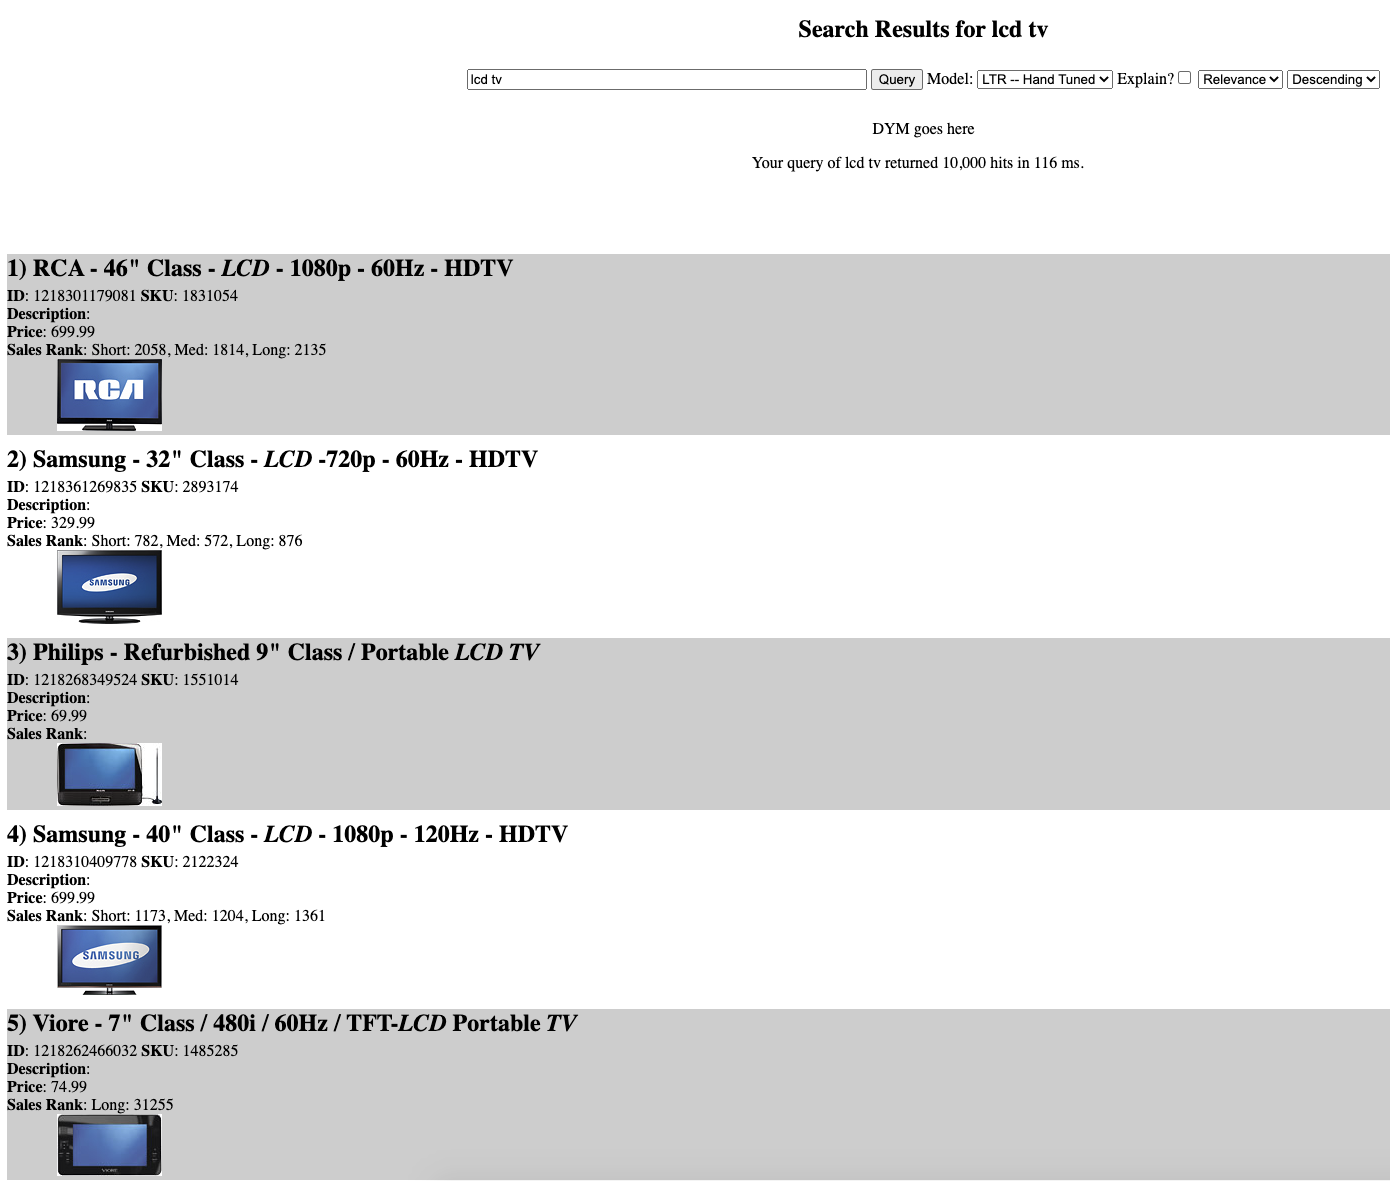 Search Results for lcd tv
lcd tv Query Model: LTR -- Hand Tuned Explain? Relevance Descending
DYM goes here
Your query of lcd tv returned 10,000 hits in 116 ms.
1) RCA - 46" Class - LCD - 1080p - 60Hz - HDTV
ID: 1218301179081 SKU: 1831054
Description:
Price: 699.99
Sales Rank: Short: 2058, Med: 1814, Long: 2135
RCA
2) Samsung - 32" Class - LCD -720p - 60Hz - HDTV
ID: 1218361269835 SKU: 2893174
Description:
Price: 329.99
Sales Rank: Short: 782, Med: 572, Long: 876
SAMSUNG
3) Philips - Refurbished 9" Class / Portable LCD TV
ID: 1218268349524 SKU: 1551014
Description:
Price: 69.99
Sales Rank:
4) Samsung - 40" Class - LCD - 1080p - 120Hz - HDTV
ID: 1218310409778 SKU: 2122324
Description:
Price: 699.99
Sales Rank: Short: 1173, Med: 1204, Long: 1361
SAMSUNG
5) Viore - 7" Class / 480i / 60Hz / TFT-LCD Portable TV
ID: 1218262466032 SKU: 1485285
Description:
Price: 74.99
Sales Rank: Long: 31255
VIORE